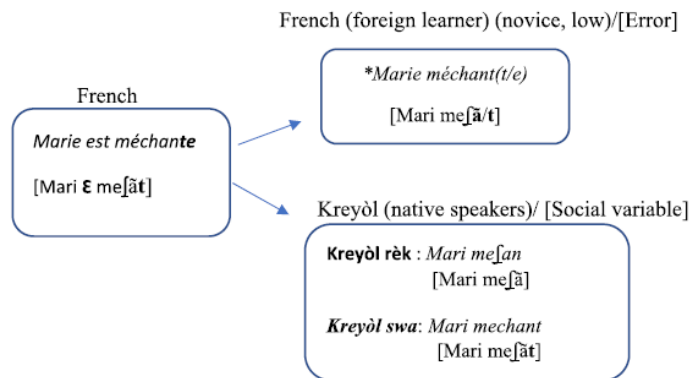 French (foreign learner) (novice, low)/[Error]
*Marie méchant(t/e)
[Mari meʃã/t]
French
Marie est méchante
[Mari ɛ meʃãt]
Kreyòl (native speakers)/ [Social variable]
Kreyòl rèk : Mari meʃan
[Mari meʃã]
Kreyòl swa: Mari mechant
[Mari meʃãt]